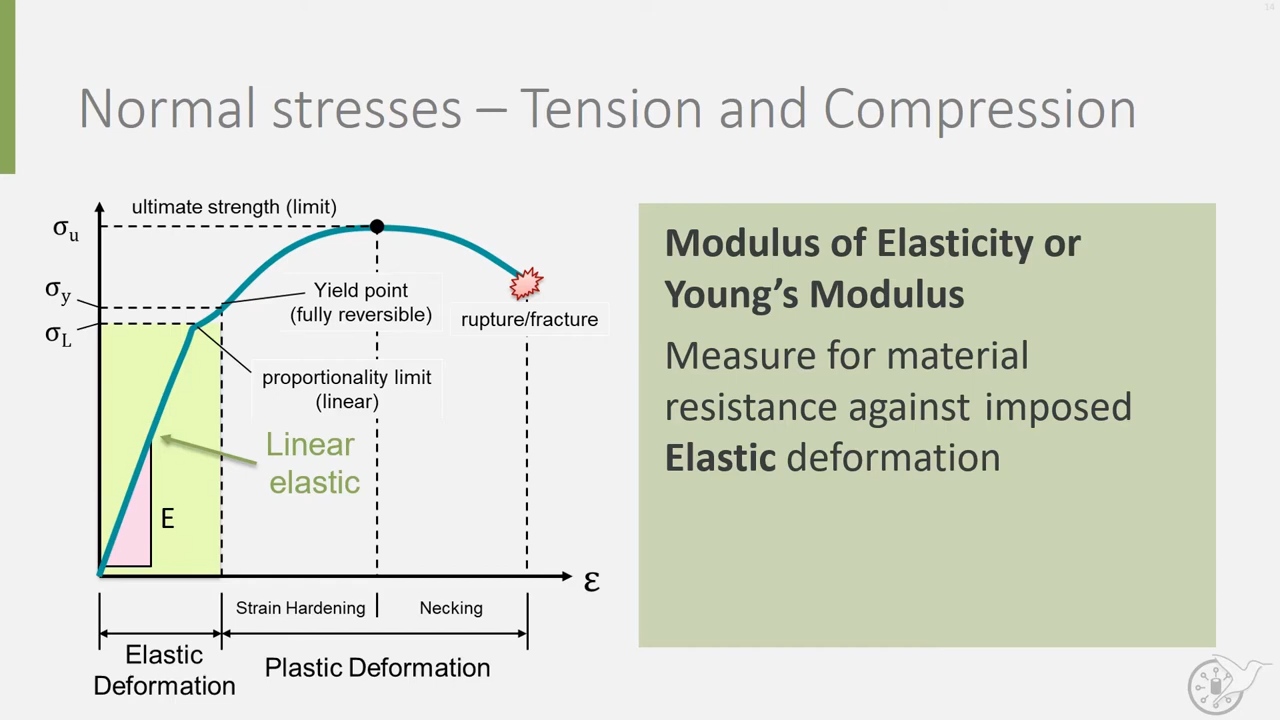 14
Normal stresses – Tension and Compression
ultimate strength (limit)
σu
σy
σL
Yield point
(fully reversible)
rupture/fracture
proportionality limit
(linear)
Linear
elastic
E
ε
Strain Hardening
Necking
Elastic
Deformation
Plastic Deformation
Modulus of Elasticity or
Young’s Modulus
Measure for material
resistance against imposed
Elastic deformation